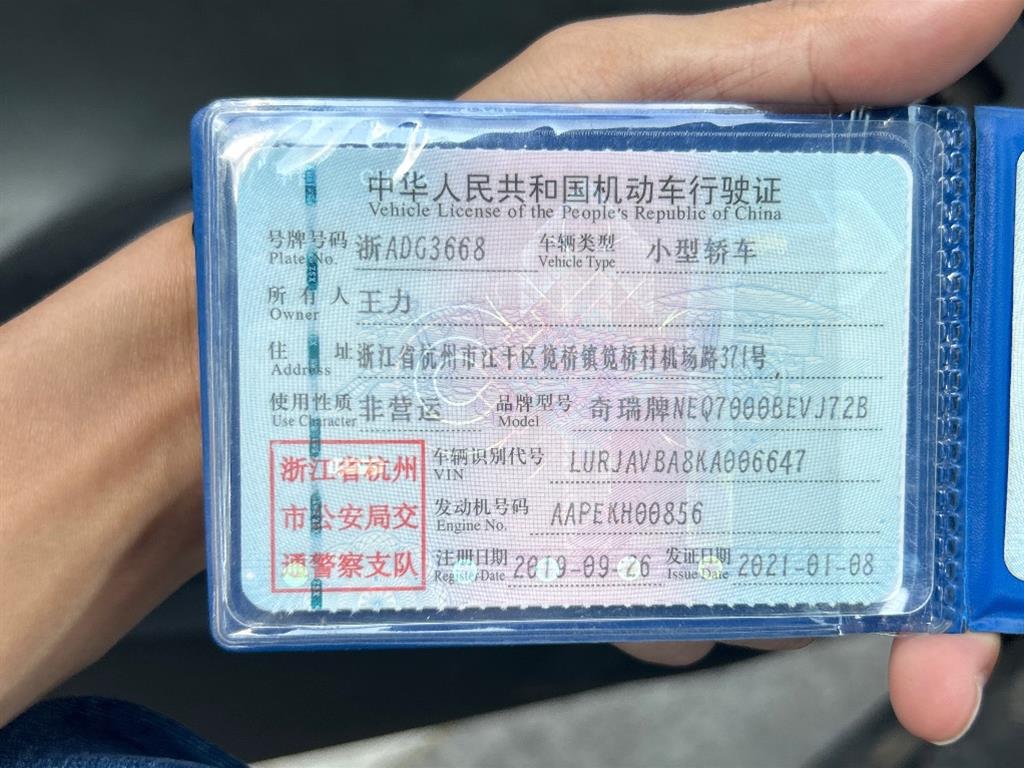 中华人民共和国机动车行驶证
Vehicle License of the People's Republic of China
号牌号码 浙ADG3668 车辆类型 小型轿车
Plate No. Vehicle Type
所有人 王力
Owner
住址 浙江省杭州市江干区笕桥镇笕桥村机场路371号
Address
使用性质 非营运 品牌型号 奇瑞牌NEQ7000BEVJ72B
Use Character Model
浙江省杭州
市公安局交
通警察支队
车辆识别代号 LURJAVBA8KA006647
VIN
发动机号码 AAPEKH00856
Engine No.
注册日期 2019-09-26 发证日期 2021-01-08
Register Date Issue Date